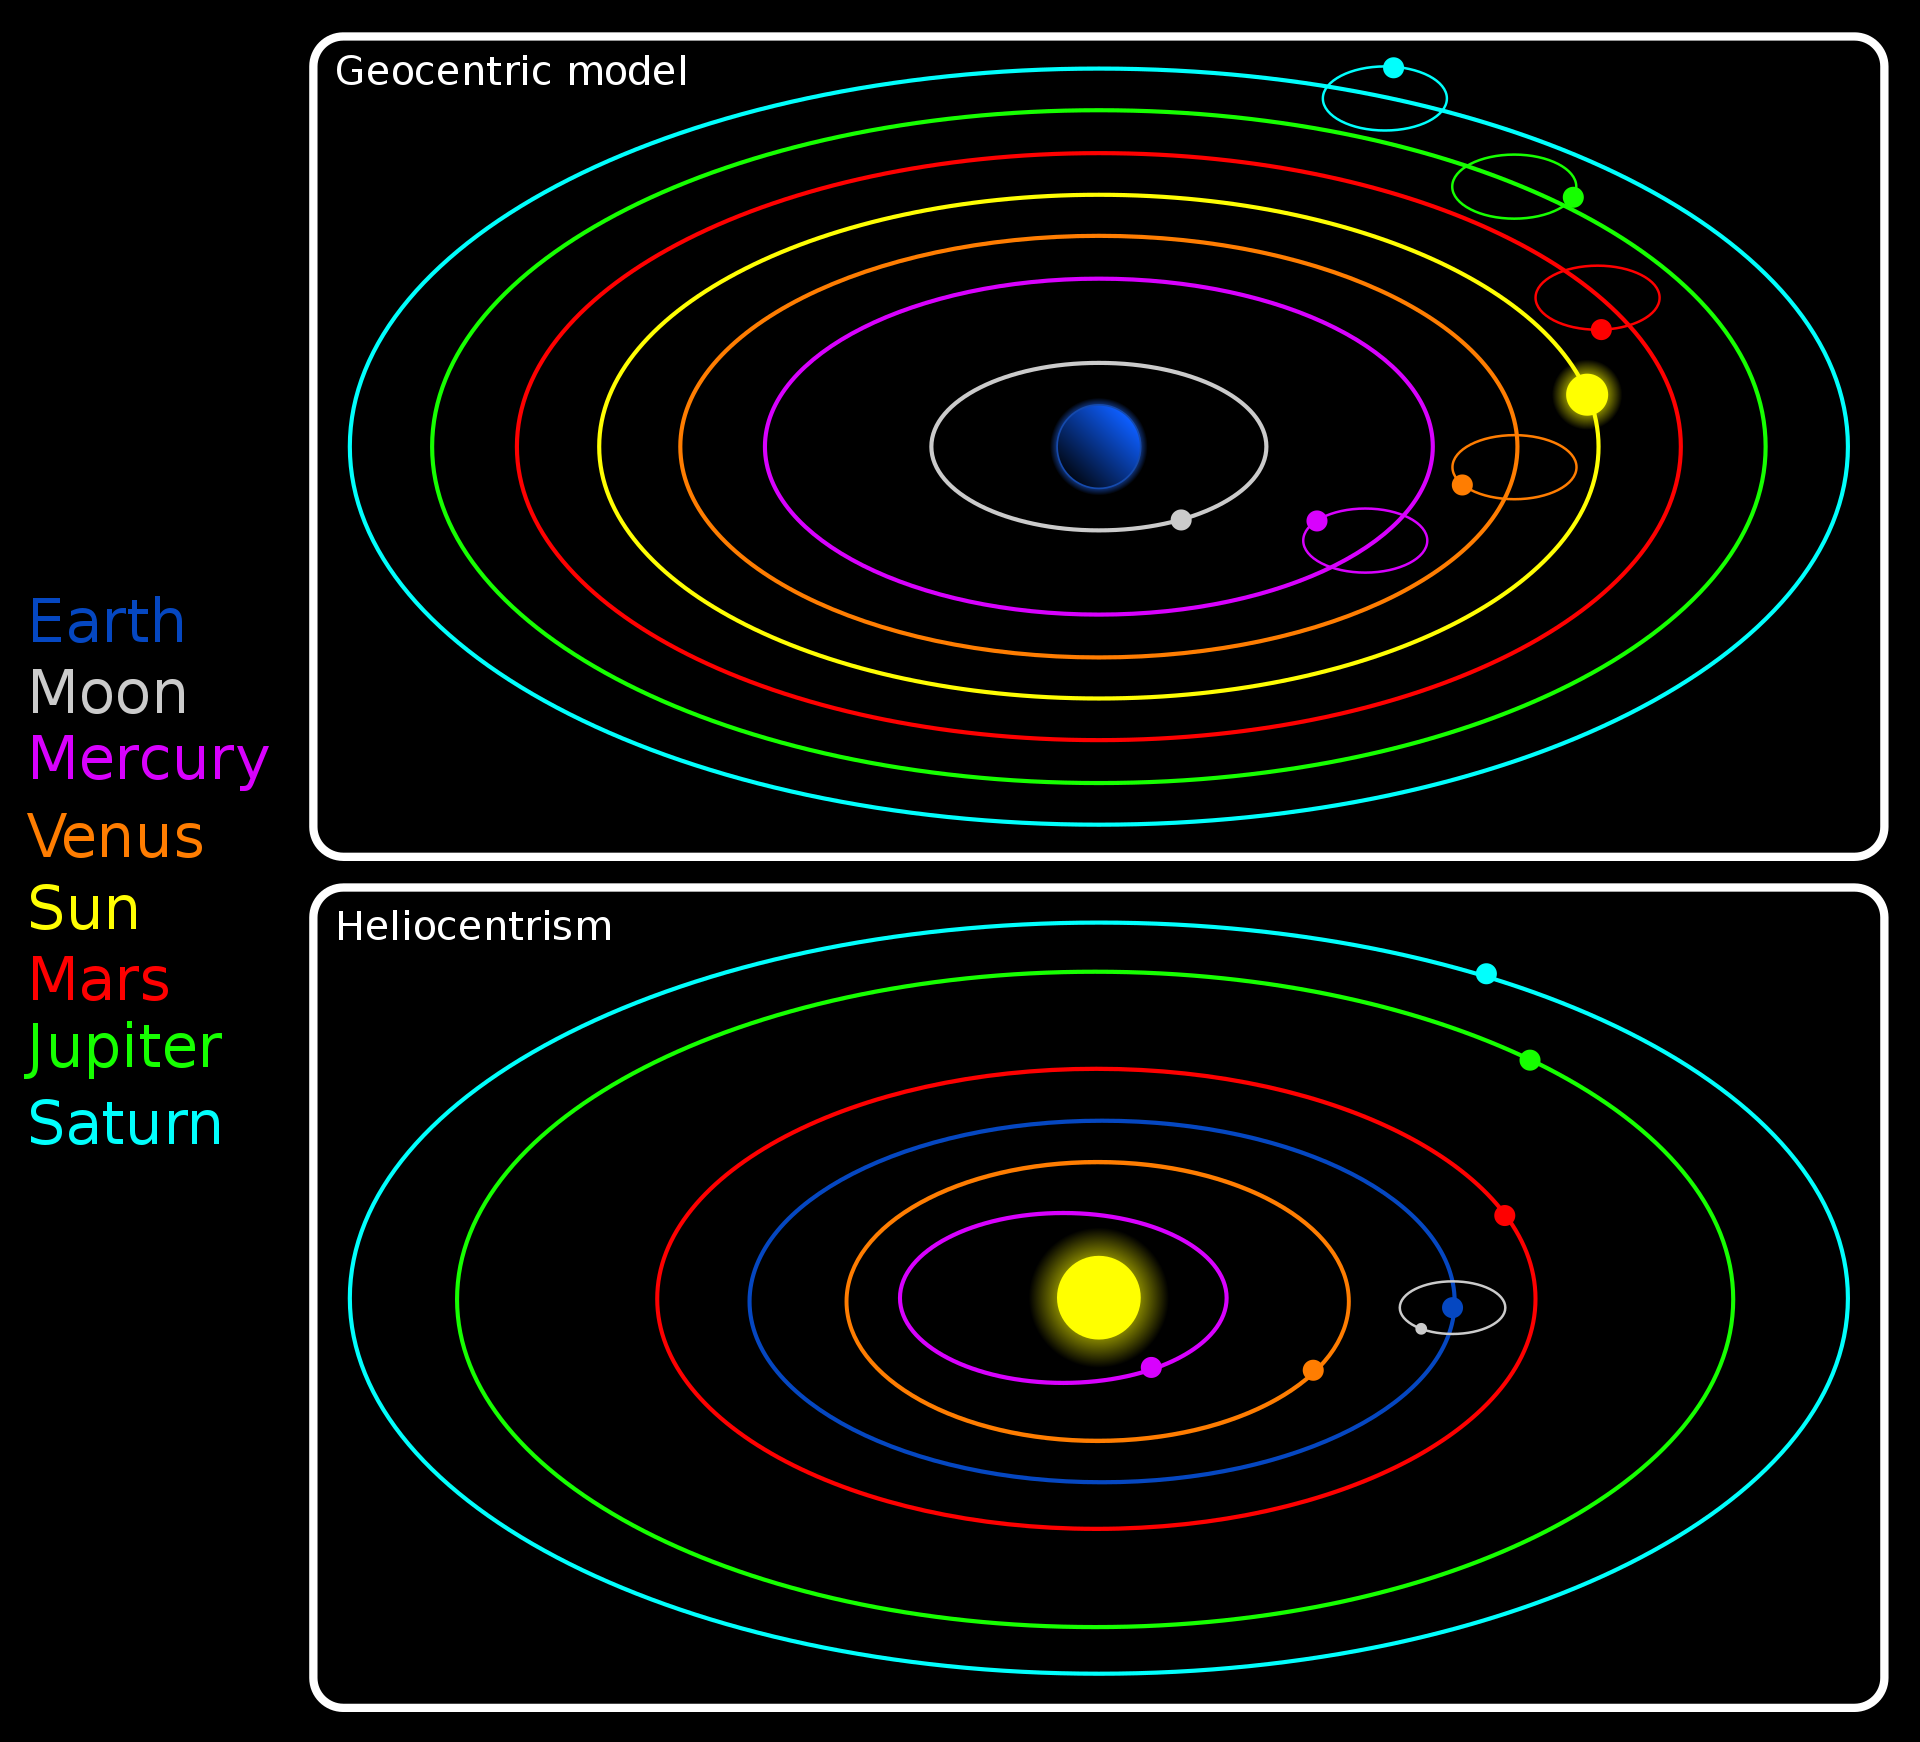 Geocentric model
Earth
Moon
Mercury
Venus
Sun
Mars
Jupiter
Saturn
Heliocentrism